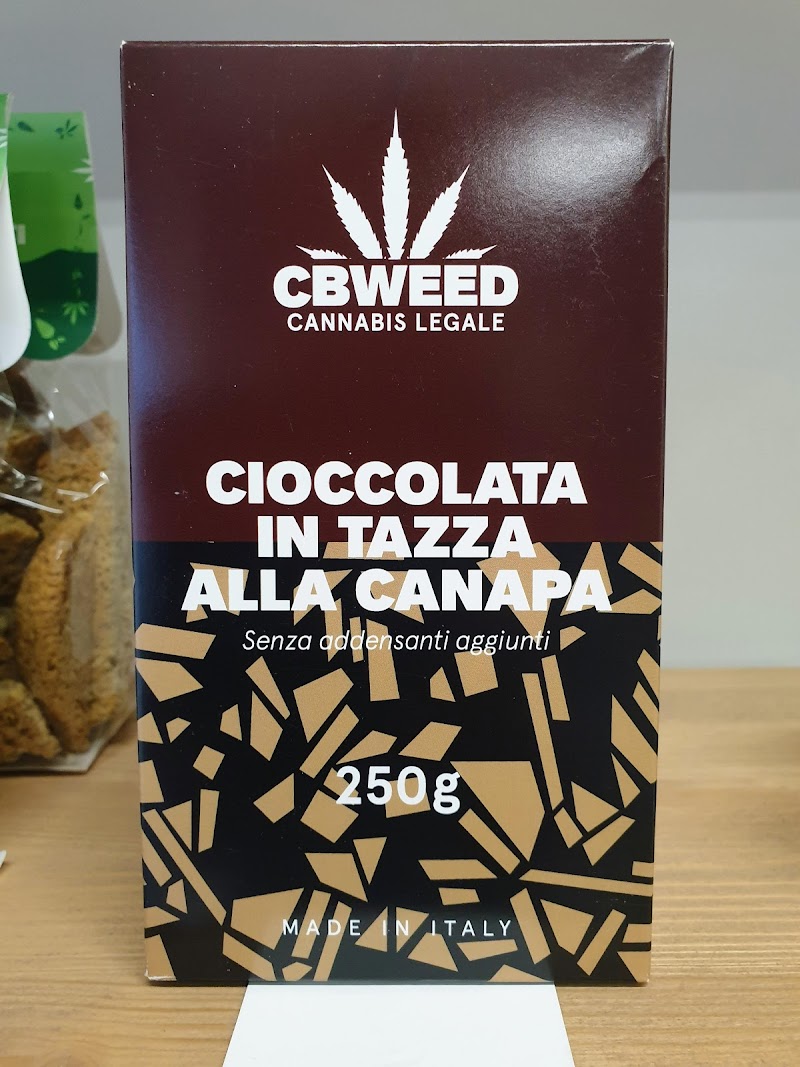 CBWEED
CANNABIS LEGALE
CIOCCOLATA
IN TAZZA
ALLA CANAPA
Senza addensanti aggiunti
250g
MADE IN ITALY